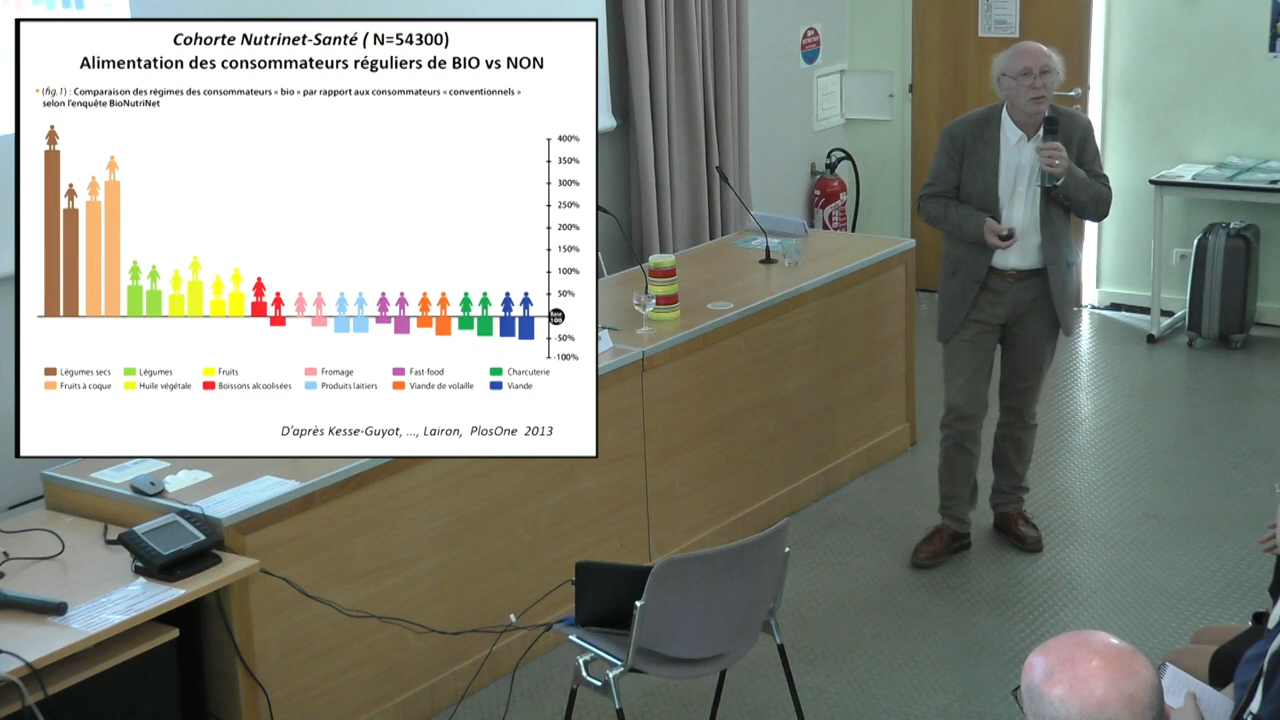 Cohorte Nutrinet-Santé ( N=54300)
Alimentation des consommateurs réguliers de BIO vs NON
• (fig.1) : Comparaison des régimes des consommateurs « bio » par rapport aux consommateurs « conventionnels »
selon l'enquête BioNutriNet
400%
350%
300%
250%
200%
150%
100%
50%
Base 100
-50%
-100%
Légumes secs
Légumes
Fruits
Fromage
Fast-food
Charcuterie
Fruits à coque
Huile végétale
Boissons alcoolisées
Produits laitiers
Viande de volaille
Viande
D'après Kesse-Guyot, ..., Lairon, PlosOne 2013